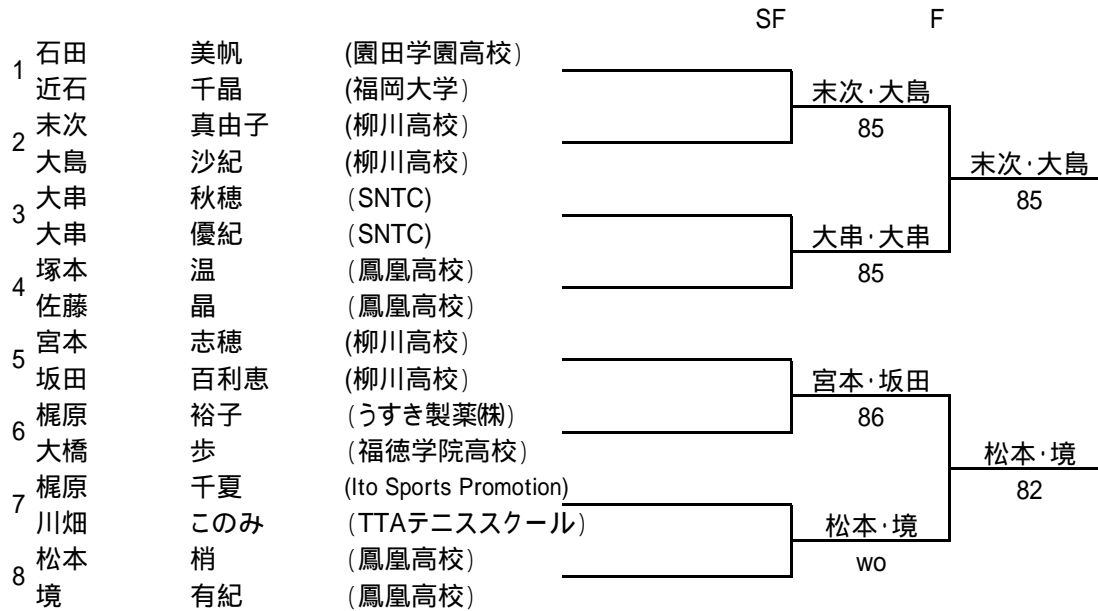 SF F
1
石田 美帆 (園田学園高校)
近石 千晶 (福岡大学)
末次・大島
85
2
末次 真由子 (柳川高校)
大島 沙紀 (柳川高校)
末次・大島
85
3
大串 秋穂 (SNTC)
大串 優紀 (SNTC)
大串・大串
85
4
塚本 温 (鳳凰高校)
佐藤 晶 (鳳凰高校)
5
宮本 志穂 (柳川高校)
坂田 百利恵 (柳川高校)
宮本・坂田
86
6
梶原 裕子 (うすき製薬㈱)
大橋 歩 (福徳学院高校)
松本・境
82
7
梶原 千夏 (Ito Sports Promotion)
川畑 このみ (TTAテニススクール)
松本・境
wo
8
松本 梢 (鳳凰高校)
境 有紀 (鳳凰高校)